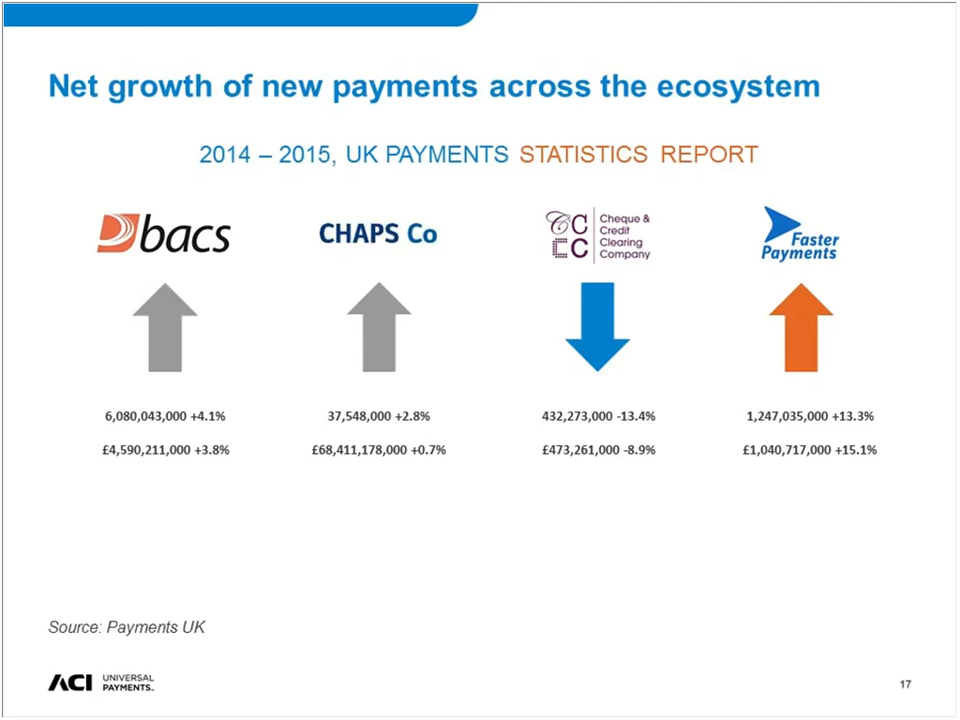 Net growth of new payments across the ecosystem
2014 – 2015, UK PAYMENTS STATISTICS REPORT
bacs
CHAPS Co
CC
CC
Cheque &
Credit
Clearing
Company
Faster
Payments
6,080,043,000 +4.1%
37,548,000 +2.8%
432,273,000 -13.4%
1,247,035,000 +13.3%
£4,590,211,000 +3.8%
£68,411,178,000 +0.7%
£473,261,000 -8.9%
£1,040,717,000 +15.1%
Source: Payments UK
ACI
UNIVERSAL
PAYMENTS.
17